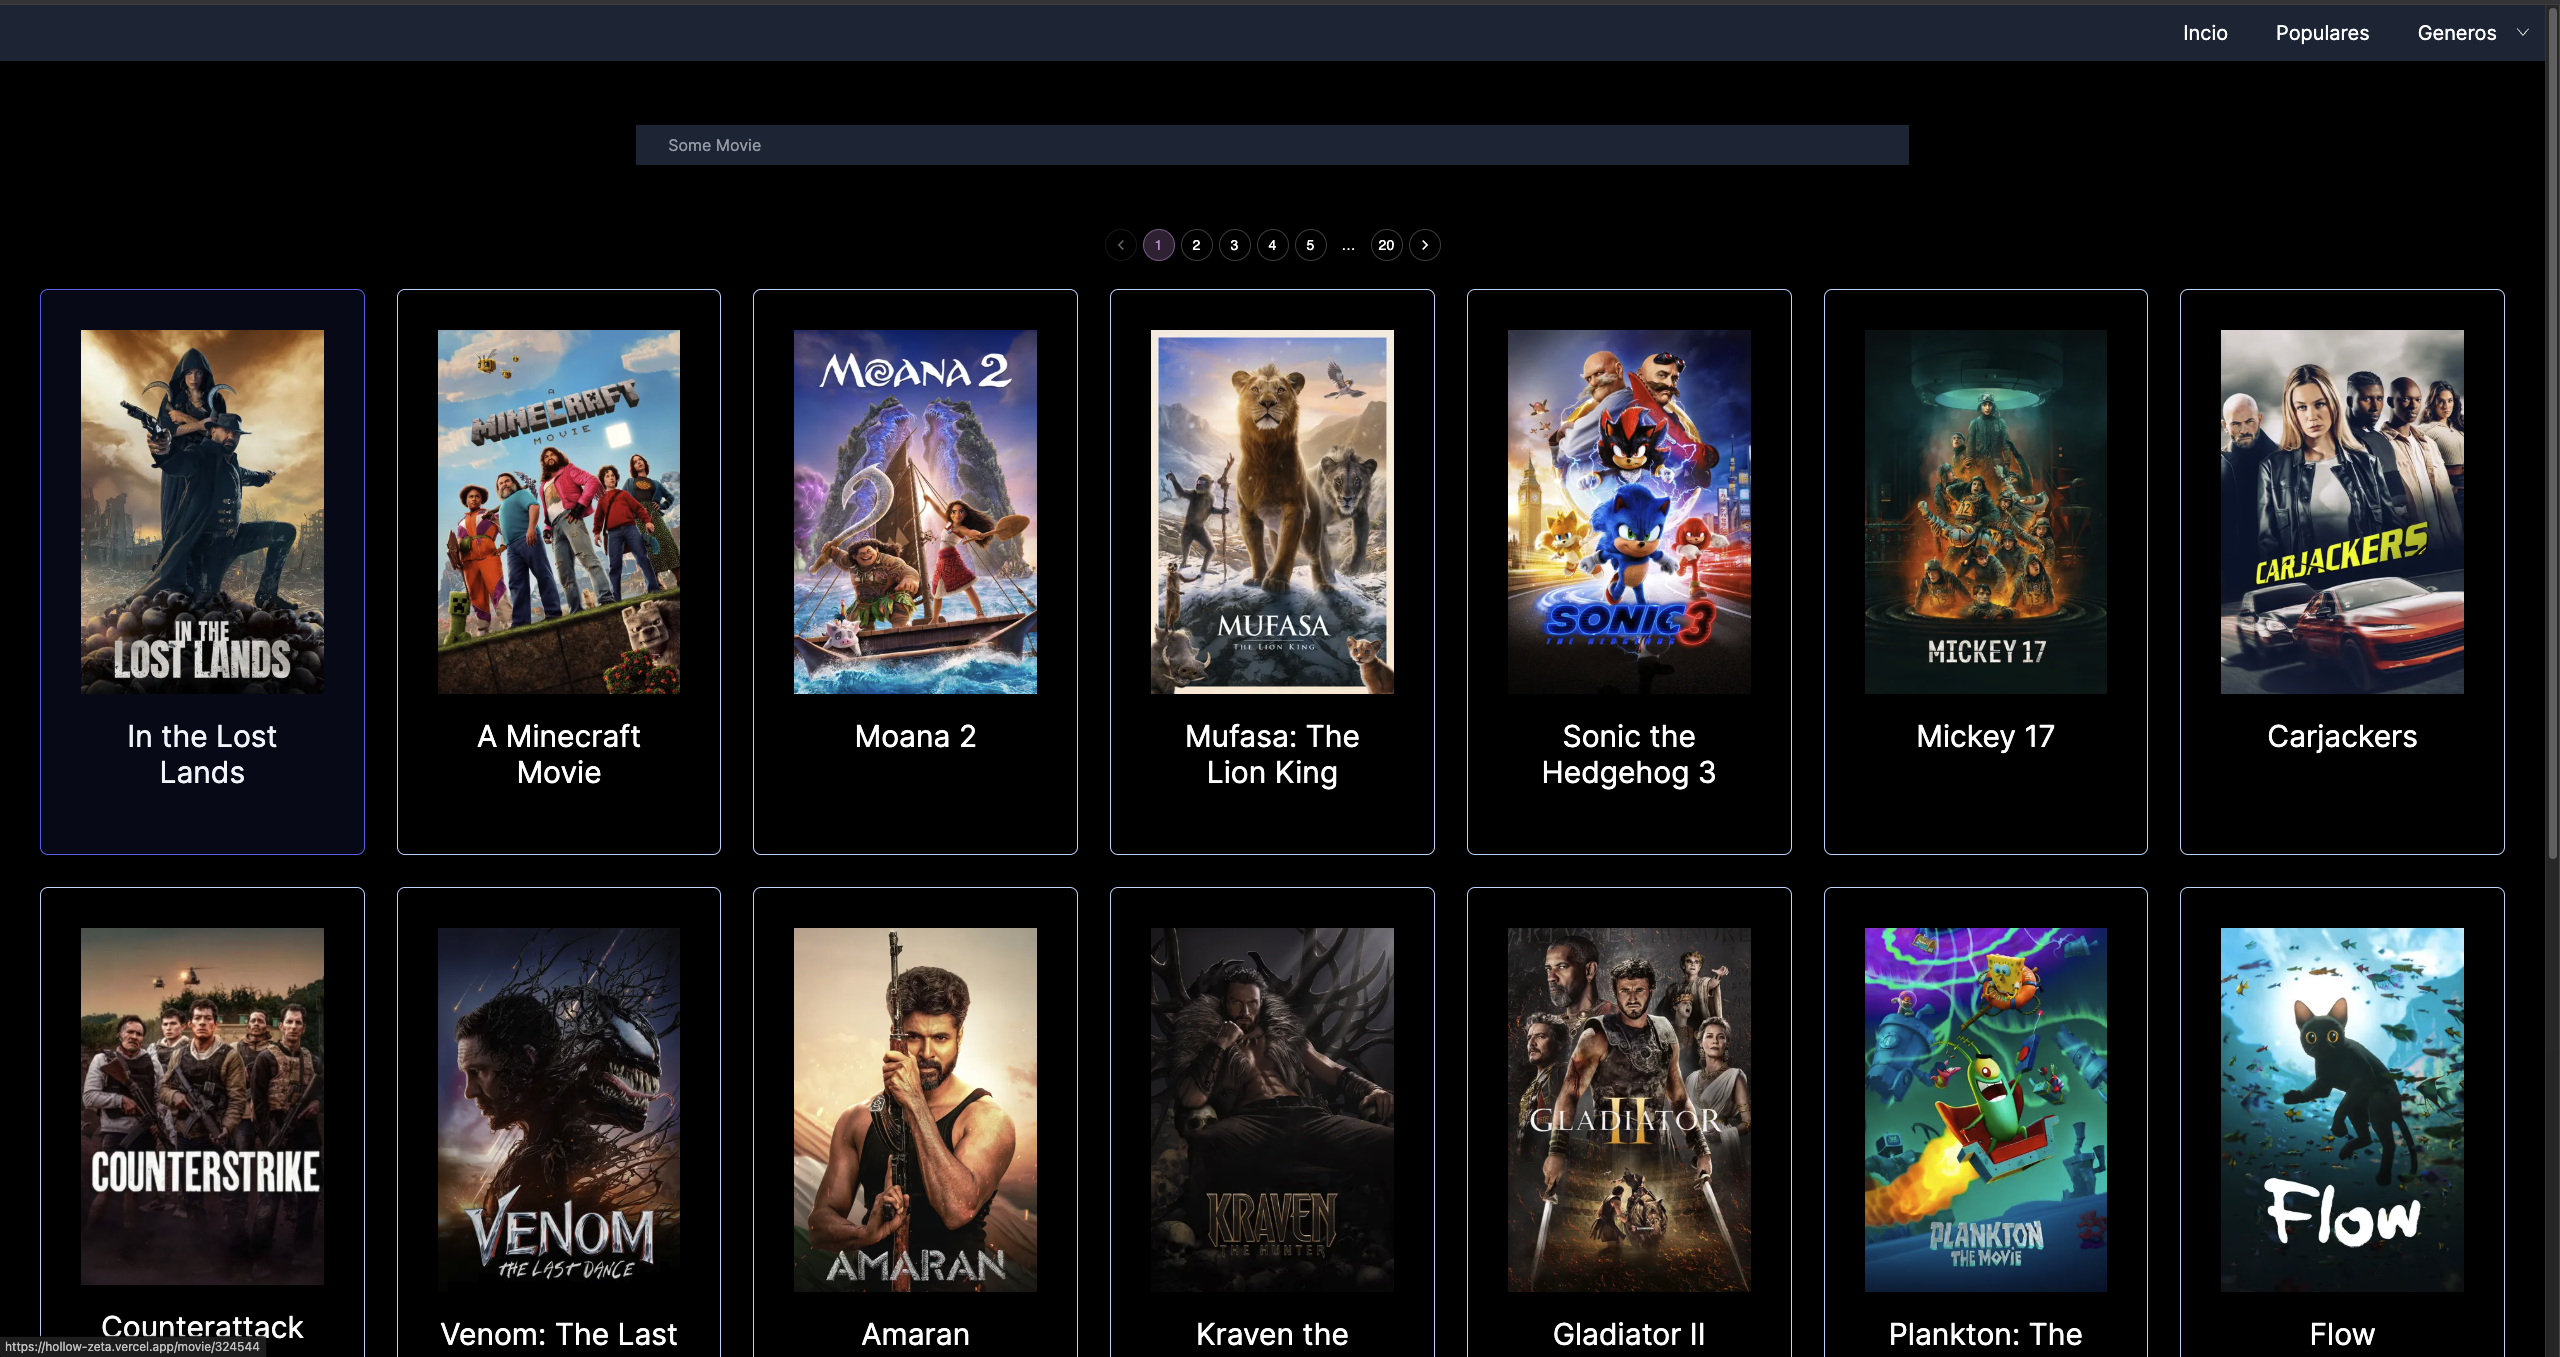 Incio
Populares
Generos
Some Movie
1 2 3 4 5 ... 20
IN THE
LOST LANDS
A
MINECRAFT
MOVIE
MOANA 2
MUFASA
THE LION KING
SONIC 3
THE HEDGEHOG
MICKEY 17
CARJACKERS
In the Lost
Lands
A Minecraft
Movie
Moana 2
Mufasa: The
Lion King
Sonic the
Hedgehog 3
Mickey 17
Carjackers
COUNTERSTRIKE
VENOM
THE LAST DANCE
AMARAN
KRAVEN
THE HUNTER
GLADIATOR
II
PLANKTON
THE MOVIE
Flow
Counterattack
Venom: The Last
Amaran
Kraven the
Gladiator II
Plankton: The
Flow
https://hollow-zeta.vercel.app/movie/324544